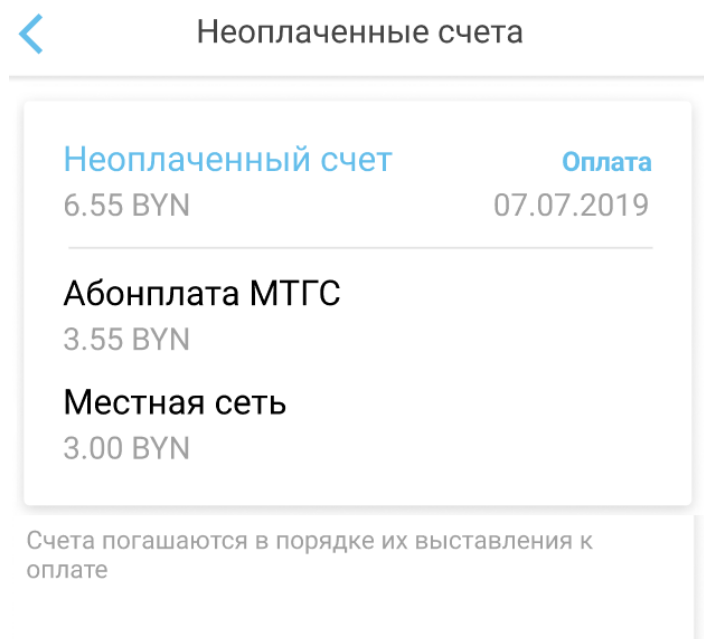 Неоплаченные счета
Неоплаченный счет Оплата
6.55 BYN 07.07.2019
Абонплата МТГС
3.55 BYN
Местная сеть
3.00 BYN
Счета погашаются в порядке их выставления к
оплате